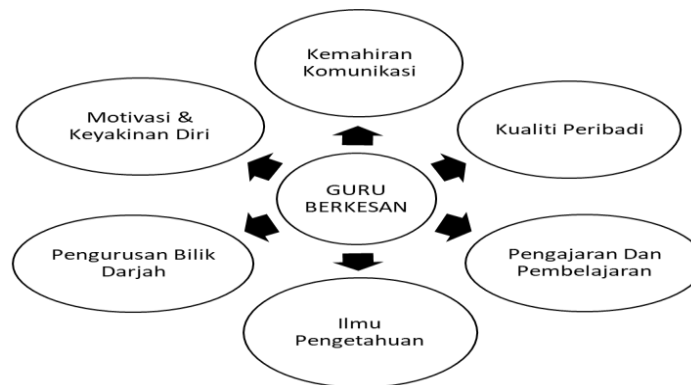 Kemahiran
Komunikasi
Motivasi &
Keyakinan Diri
Kualiti Peribadi
GURU
BERKESAN
Pengurusan Bilik
Darjah
Pengajaran Dan
Pembelajaran
Ilmu
Pengetahuan